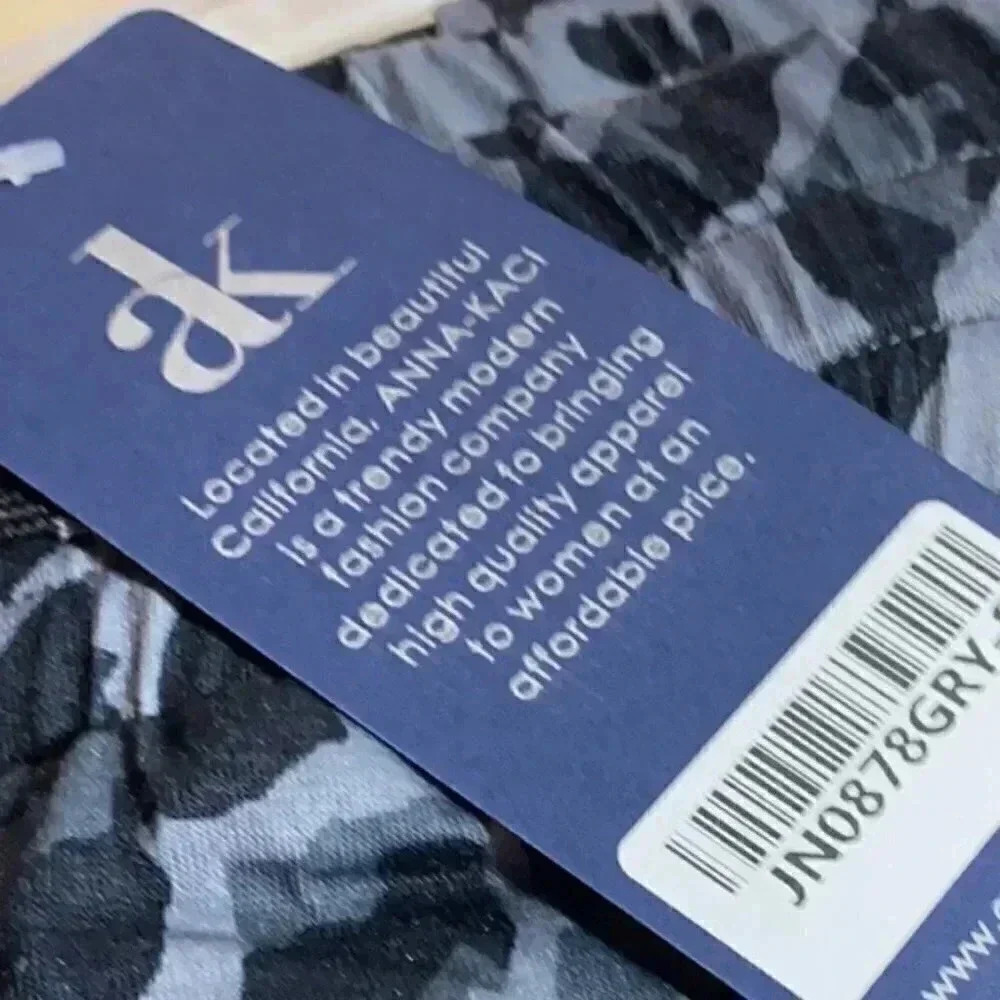 ak
Located in beautiful
California, ANNA-KACI
is a trendy modern
fashion company
dedicated to bringing
high quality apparel
to women at an
affordable price.
JN0878GRY-
www.